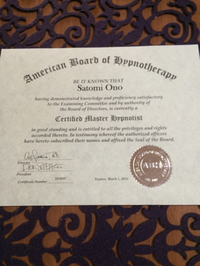 American Board of Hypnotherapy
BE IT KNOWN THAT
Satomi Ono
having demonstrated knowledge and proficiency satisfactory
to the Examining Committee and by authority of
the Board of Directors, is currently a
Certified Master Hypnotist
in good standing and is entitled to all the privileges and rights
accorded thereto. In testimony whereof the authorized officers
have hereto subscribed their names and affixed the Seal of the Board.
President
Certificate Number
Expires: March 1,